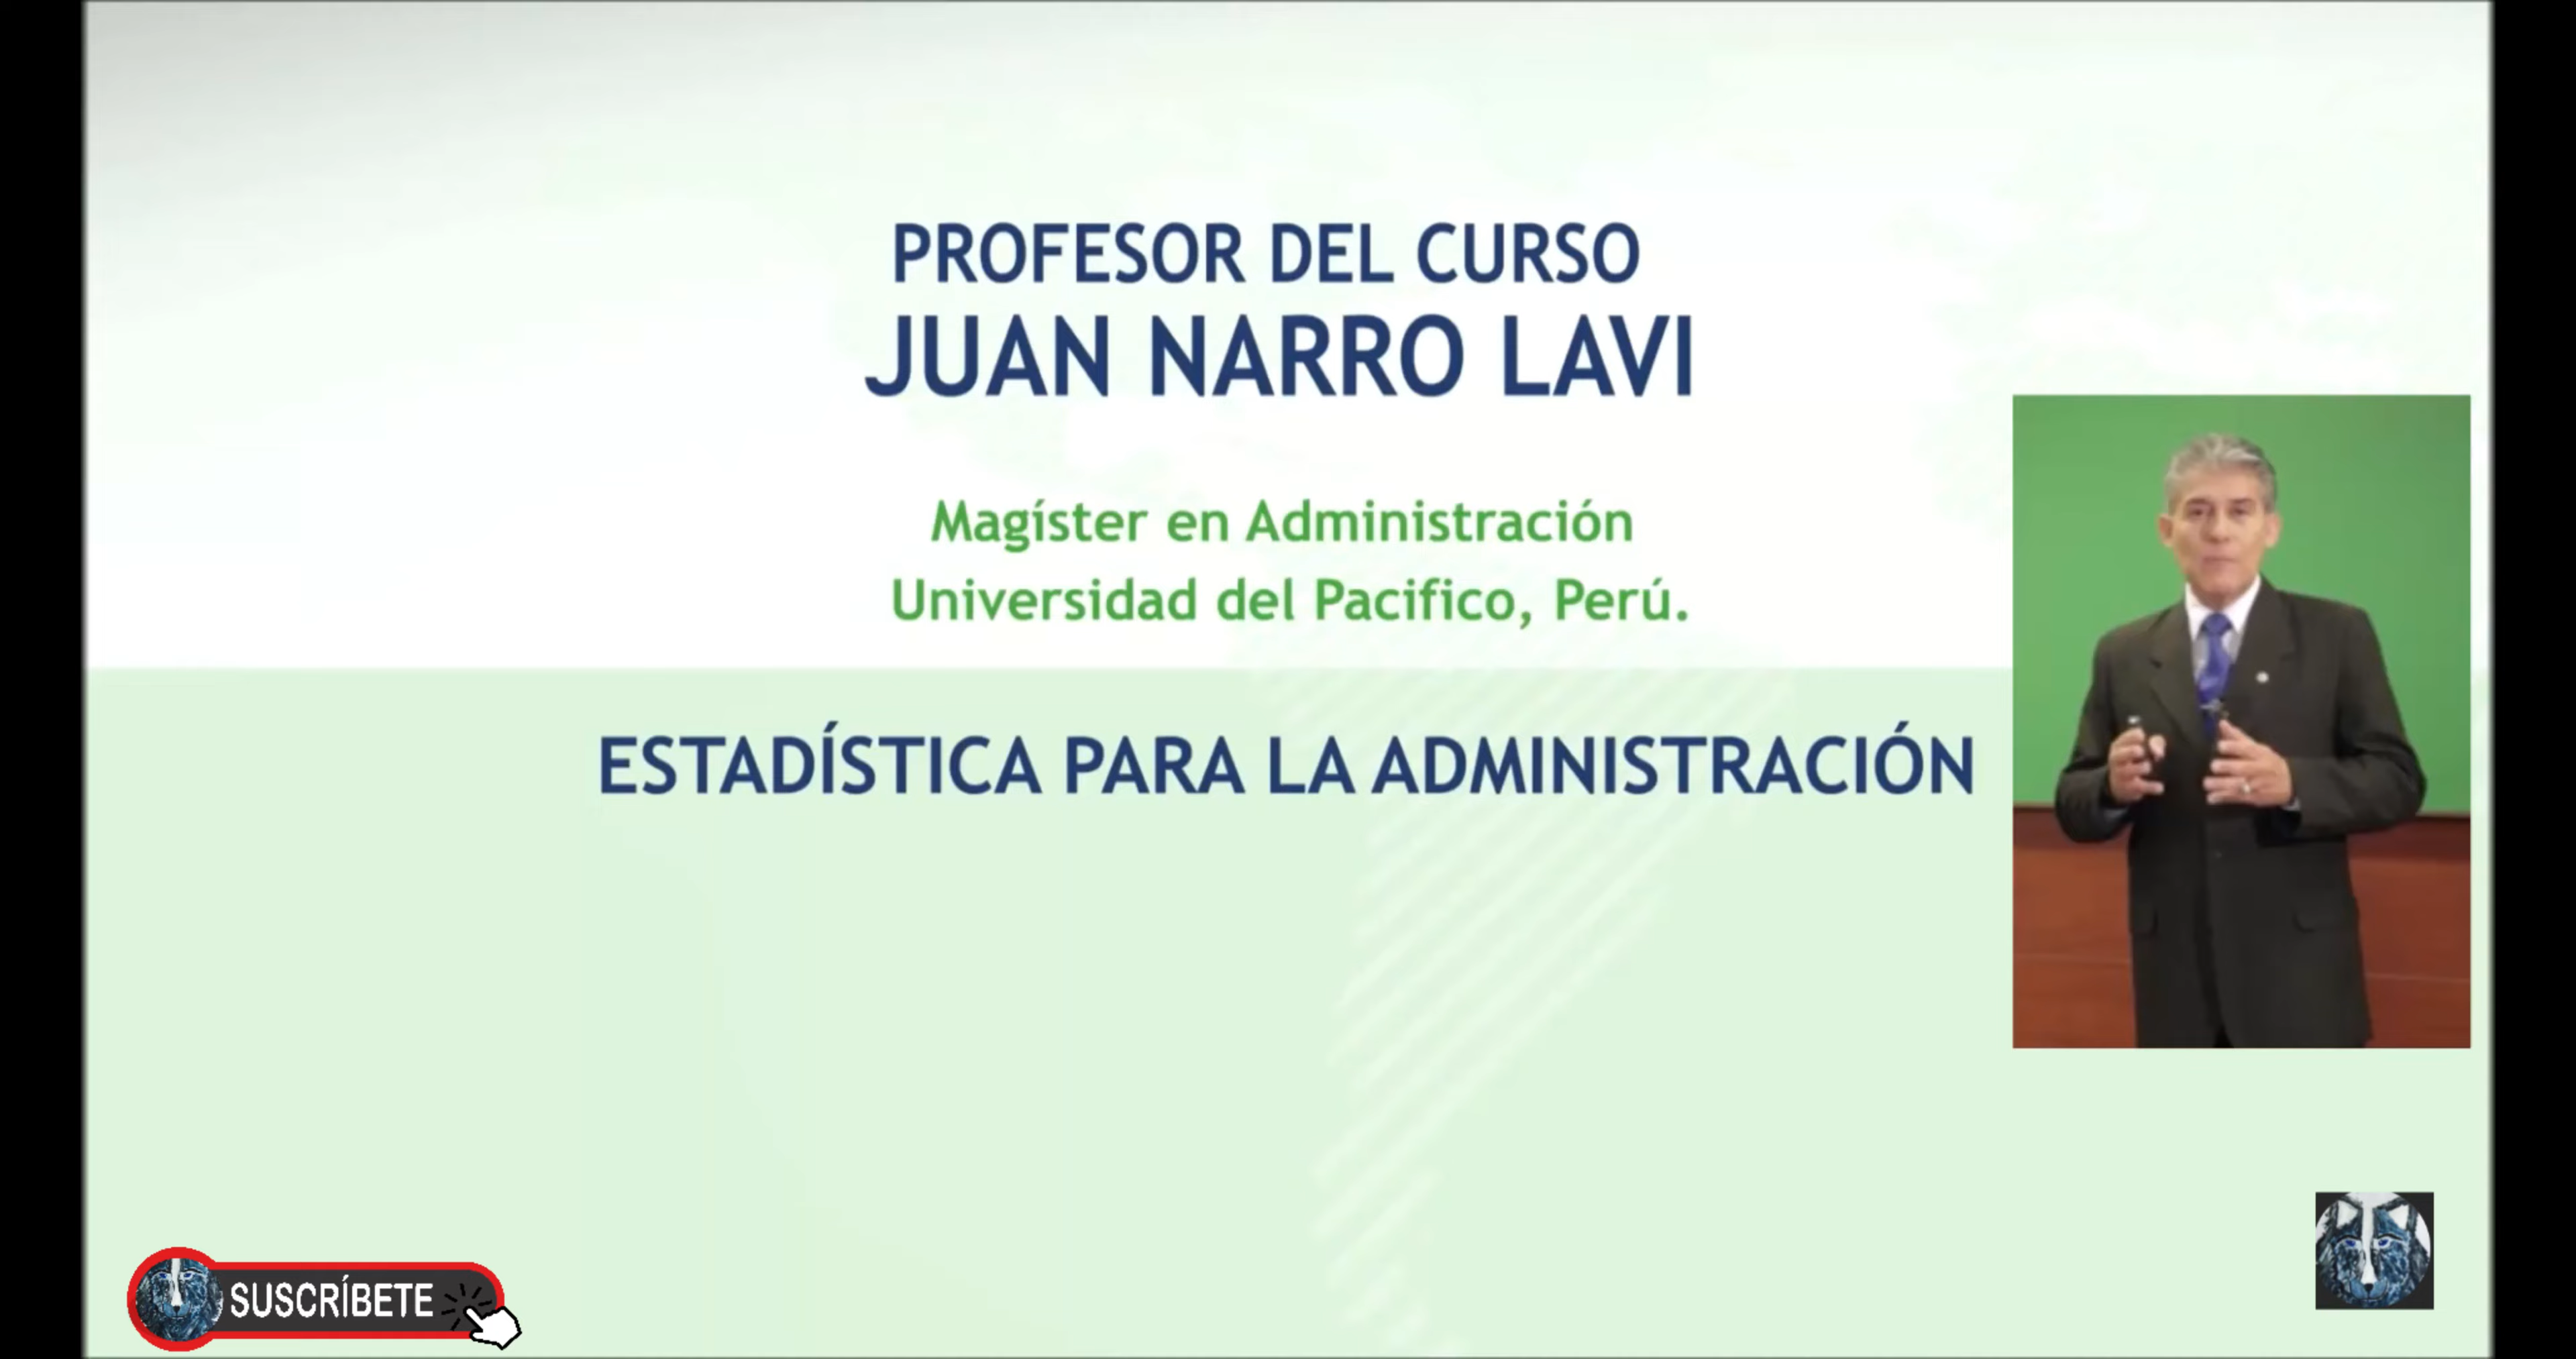 PROFESOR DEL CURSO
JUAN NARRO LAVI
Magíster en Administración
Universidad del Pacifico, Perú.
ESTADÍSTICA PARA LA ADMINISTRACIÓN
SUSCRÍBETE